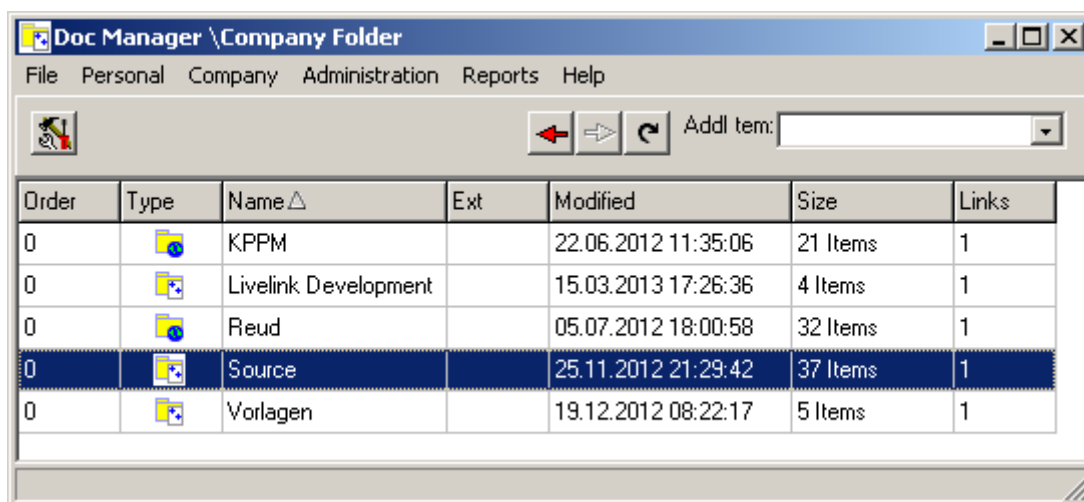 Doc Manager \Company Folder
File Personal Company Administration Reports Help
AddI tem:
Order Type Name Ext Modified Size Links
0 KPPM 22.06.2012 11:35:06 21 Items 1
0 Livelink Development 15.03.2013 17:26:36 4 Items 1
0 Reud 05.07.2012 18:00:58 32 Items 1
0 Source 25.11.2012 21:29:42 37 Items 1
0 Vorlagen 19.12.2012 08:22:17 5 Items 1